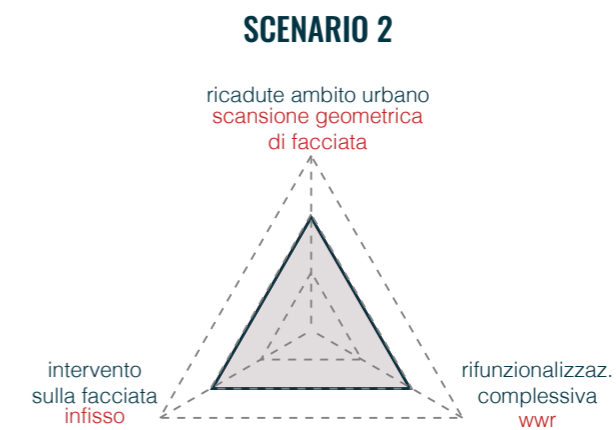 SCENARIO 2
ricadute ambito urbano
scansione geometrica
di facciata
intervento
sulla facciata
infisso
rifunzionalizzaz.
complessiva
wwr